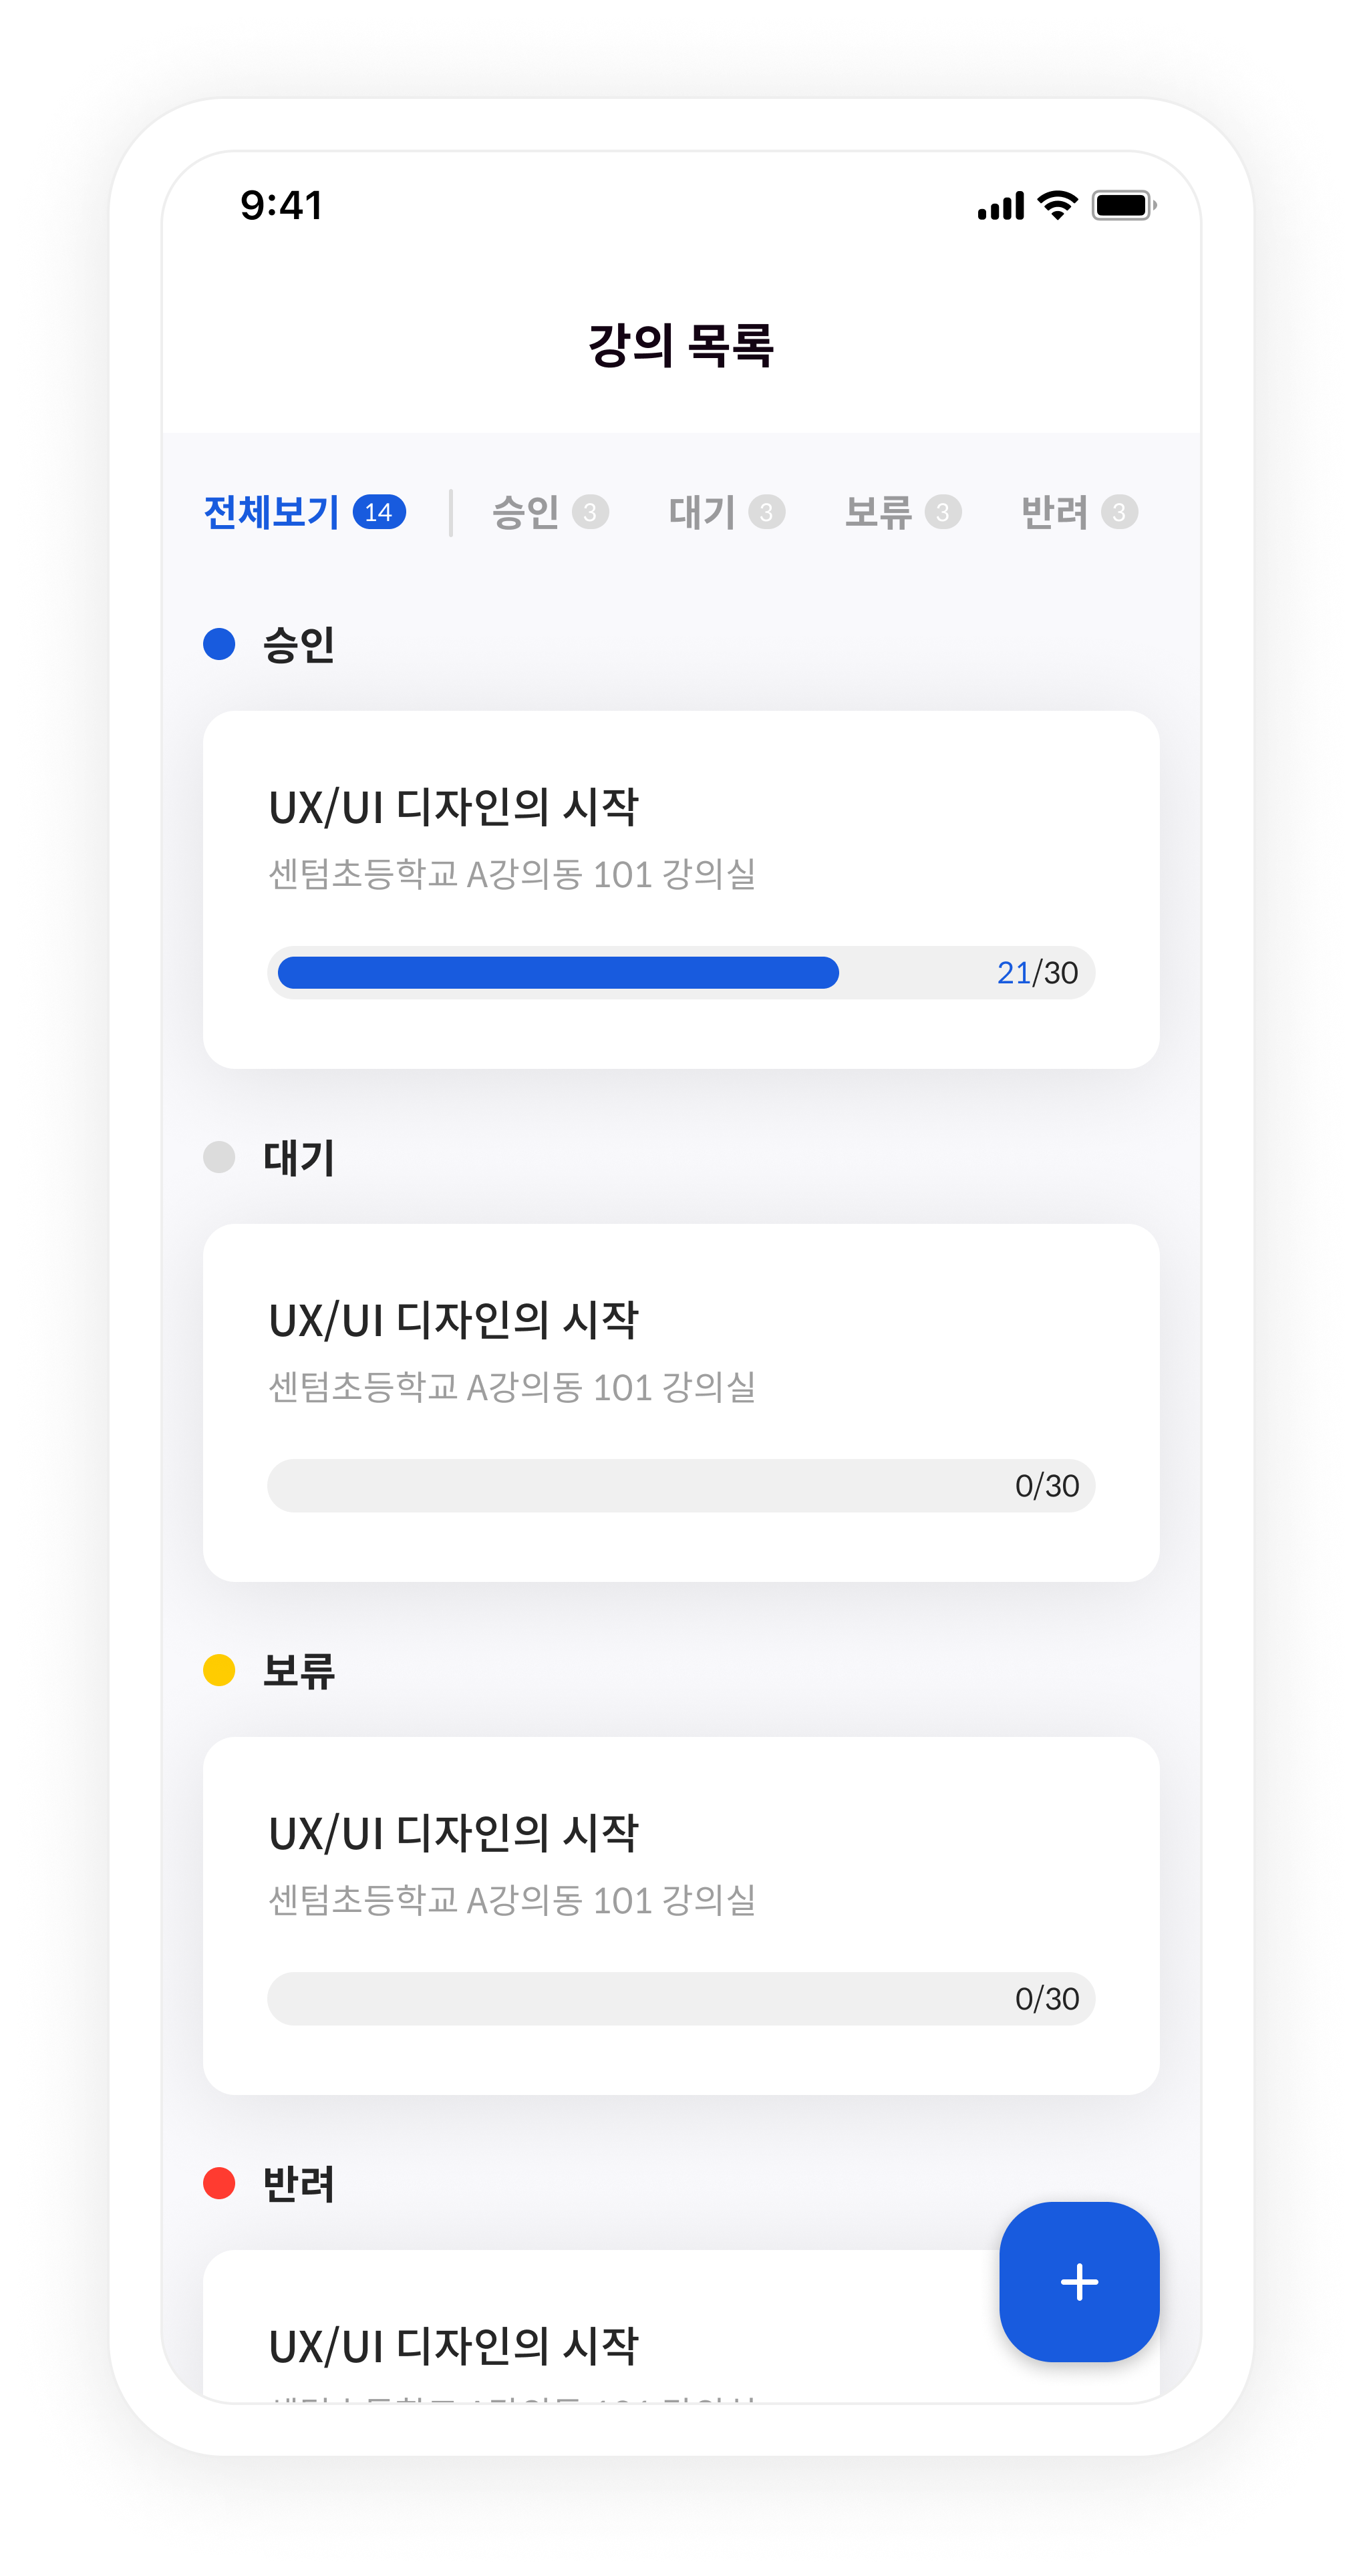 9:41
강의 목록
전체보기 14 승인 3 대기 3 보류 3 반려 3
승인
UX/UI 디자인의 시작
센텀초등학교 A강의동 101 강의실
21/30
대기
UX/UI 디자인의 시작
센텀초등학교 A강의동 101 강의실
0/30
보류
UX/UI 디자인의 시작
센텀초등학교 A강의동 101 강의실
0/30
반려
UX/UI 디자인의 시작